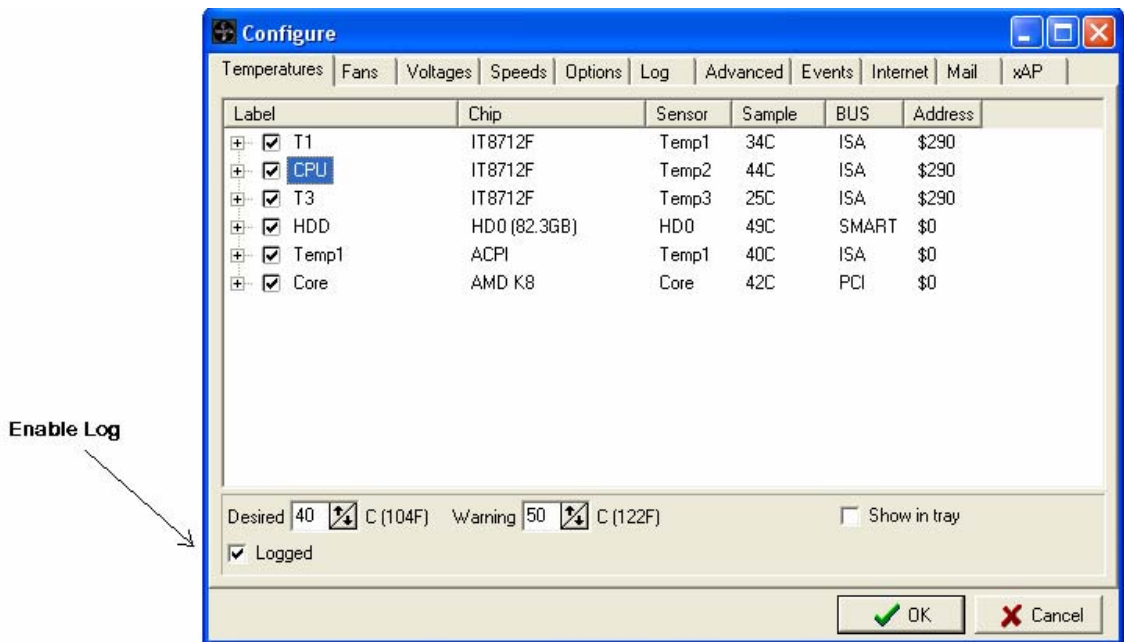 Configure
Temperatures Fans Voltages Speeds Options Log Advanced Events Internet Mail xAP
Label Chip Sensor Sample BUS Address
T1 IT8712F Temp1 34C ISA $290
CPU IT8712F Temp2 44C ISA $290
T3 IT8712F Temp3 25C ISA $290
HDD HD0 (82.3GB) HD0 49C SMART $0
Temp1 ACPI Temp1 40C ISA $0
Core AMD K8 Core 42C PCI $0
Enable Log
Desired 40 C (104F) Warning 50 C (122F) Show in tray
Logged
OK Cancel